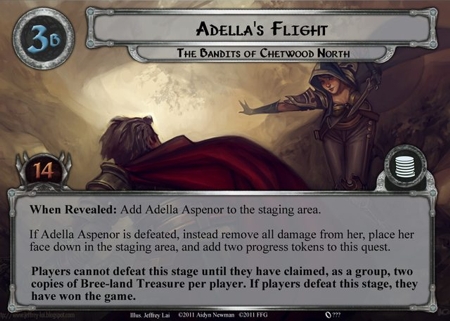 Adella's Flight
3B
The Bandits of Chetwood North
14
When Revealed: Add Adella Aspenor to the staging area.
If Adella Aspenor is defeated, instead remove all damage from her, place her
face down in the staging area, and add two progress tokens to this quest.
Players cannot defeat this stage until they have claimed, as a group, two
copies of Bree-land Treasure per player. If players defeat this stage, they
have won the game.
Illus. Jeffrey Lai ©2011 Aidyn Newman ©2011 FFG ???